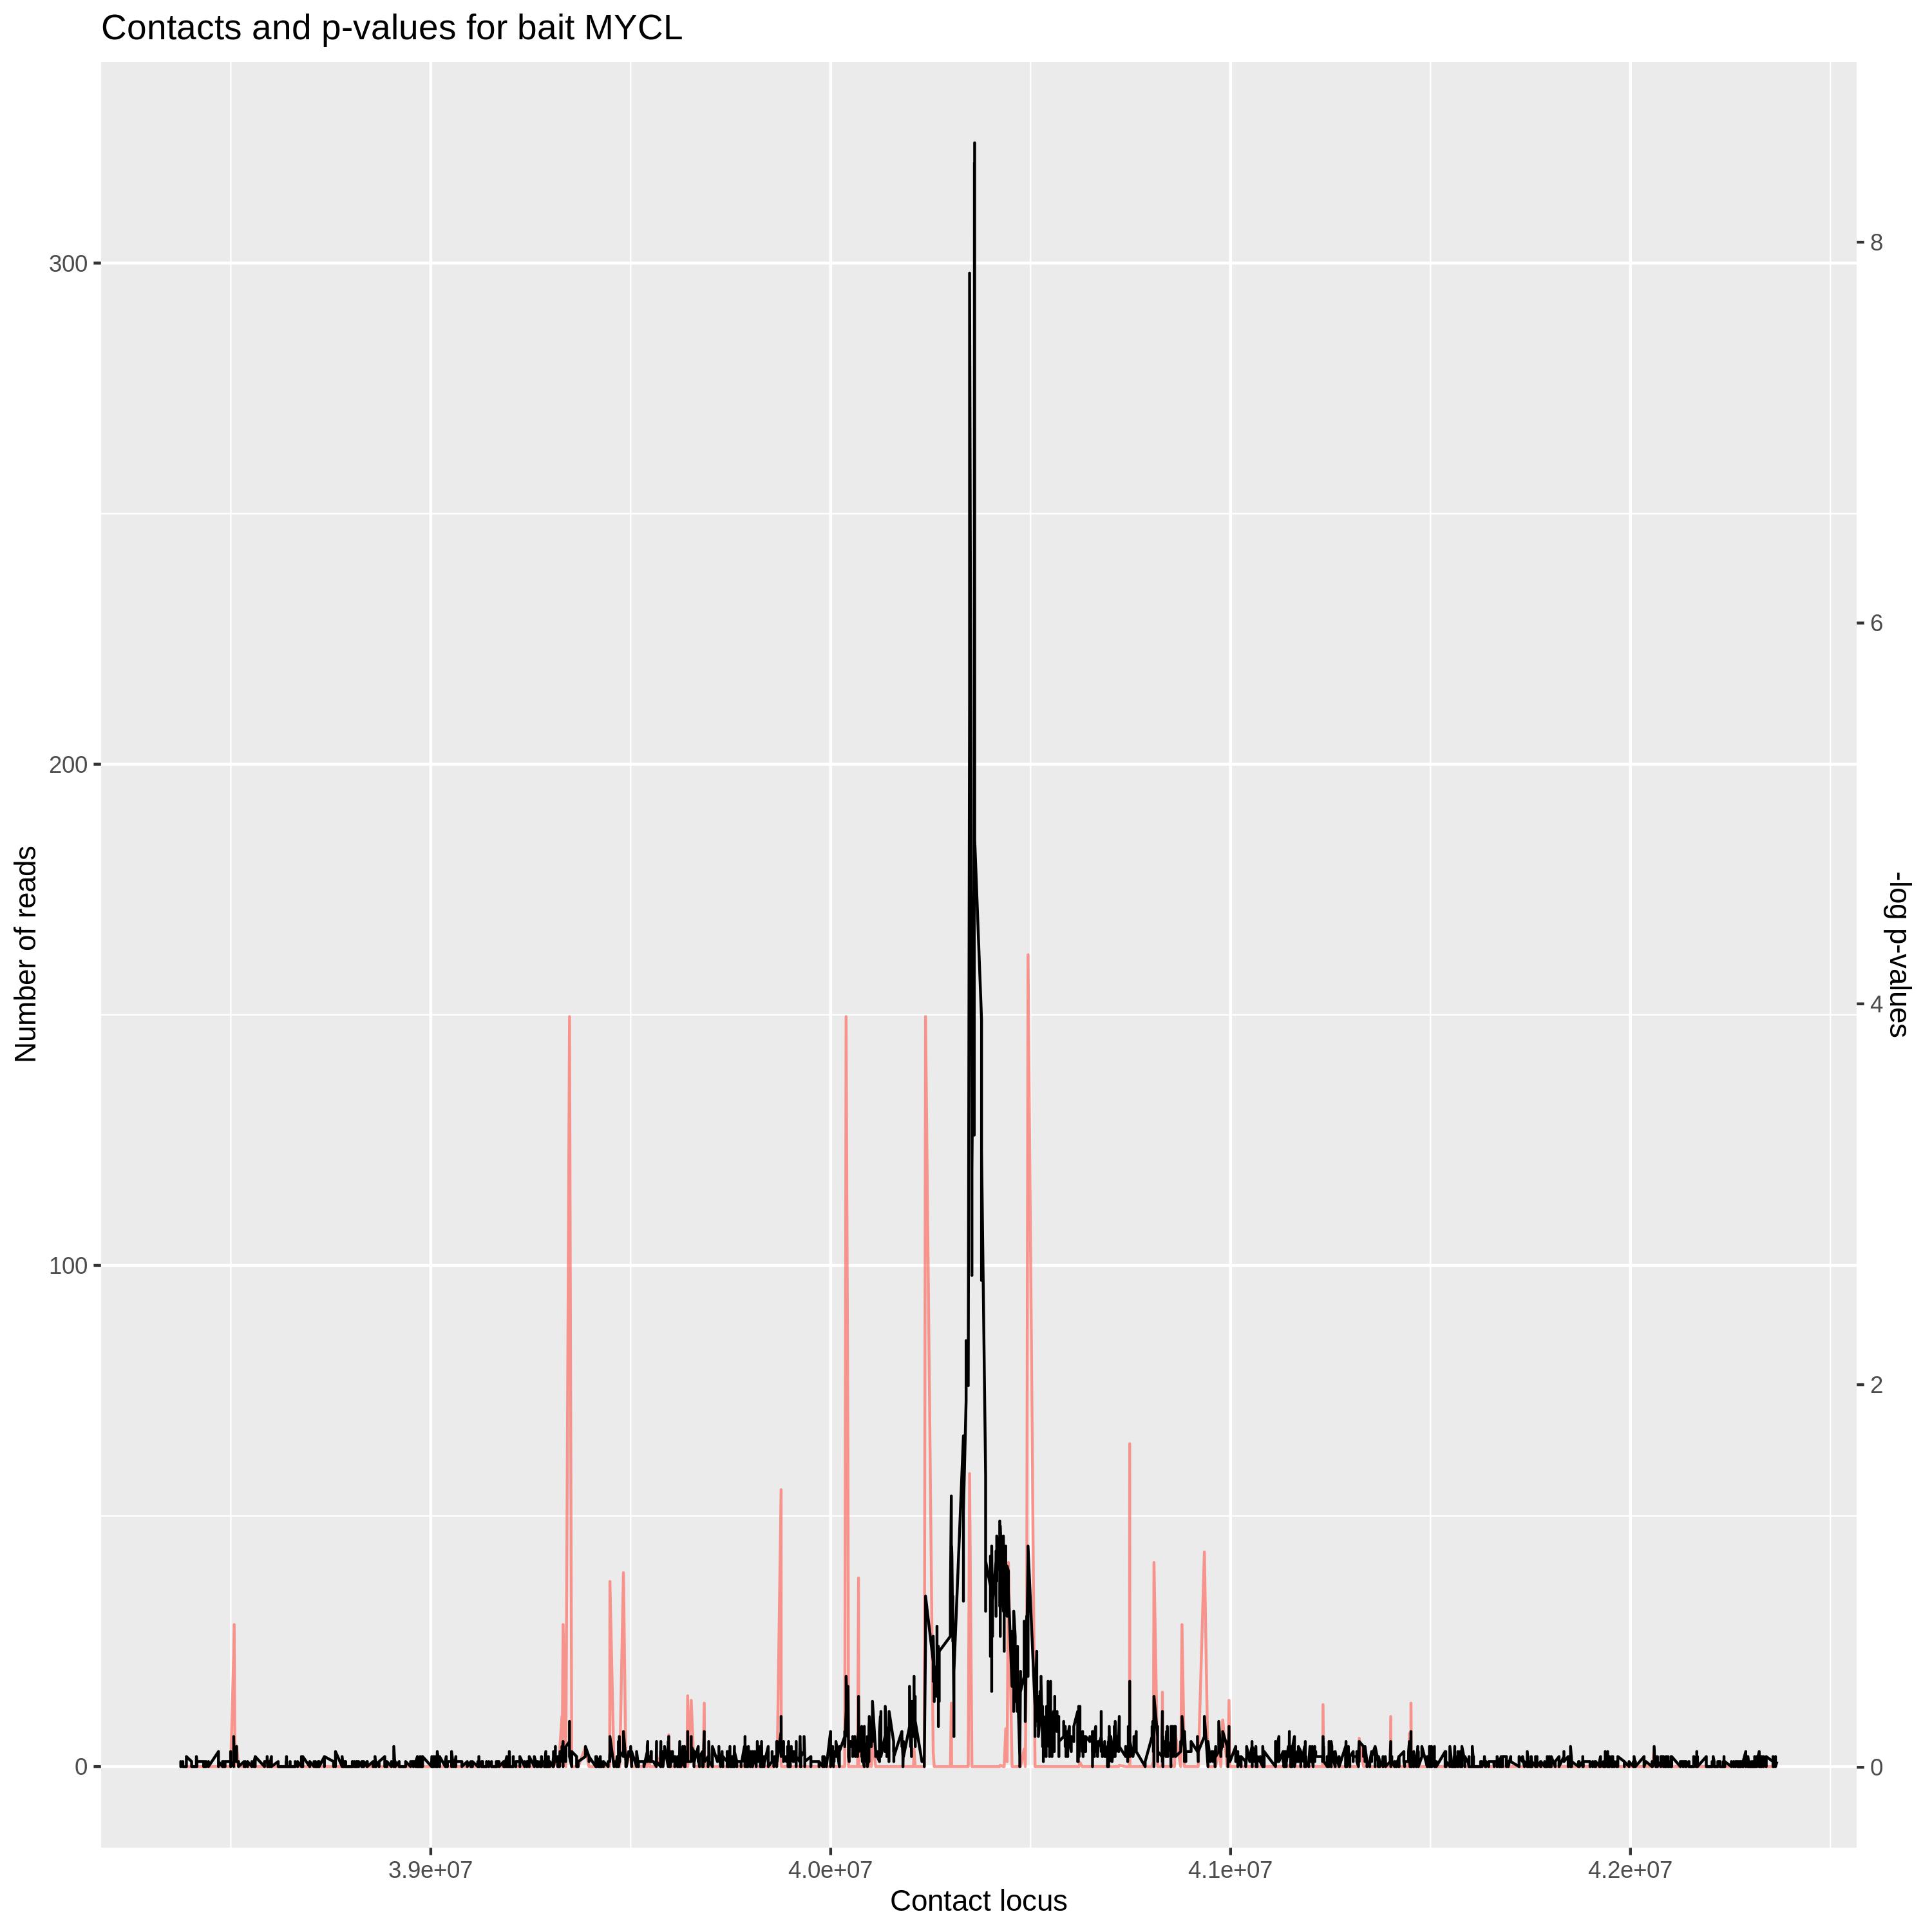 Contacts and p-values for bait MYCL
300
200
100
0
Number of reads
8
6
4
2
0
-log p-values
3.9e+07 4.0e+07 4.1e+07 4.2e+07
Contact locus